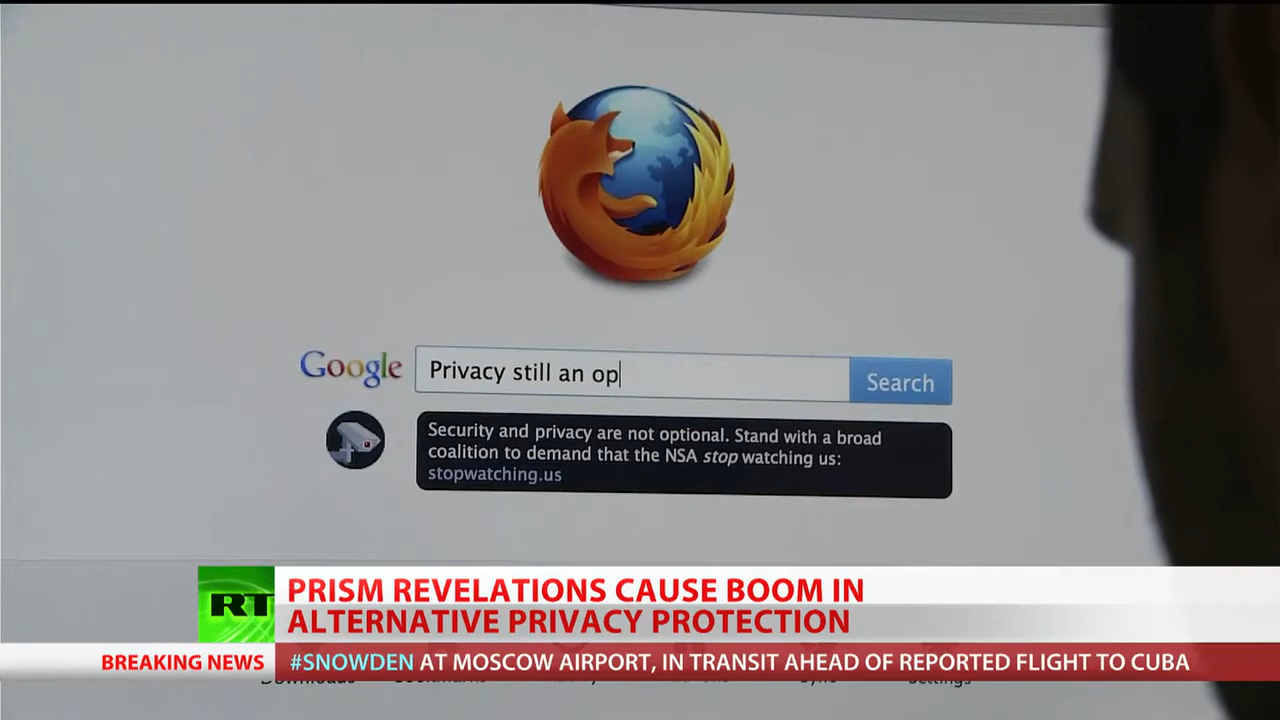 Google
Privacy still an op
Search
Security and privacy are not optional. Stand with a broad
coalition to demand that the NSA stop watching us:
stopwatching.us
RT
PRISM REVELATIONS CAUSE BOOM IN
ALTERNATIVE PRIVACY PROTECTION
BREAKING NEWS
#SNOWDEN AT MOSCOW AIRPORT, IN TRANSIT AHEAD OF REPORTED FLIGHT TO CUBA